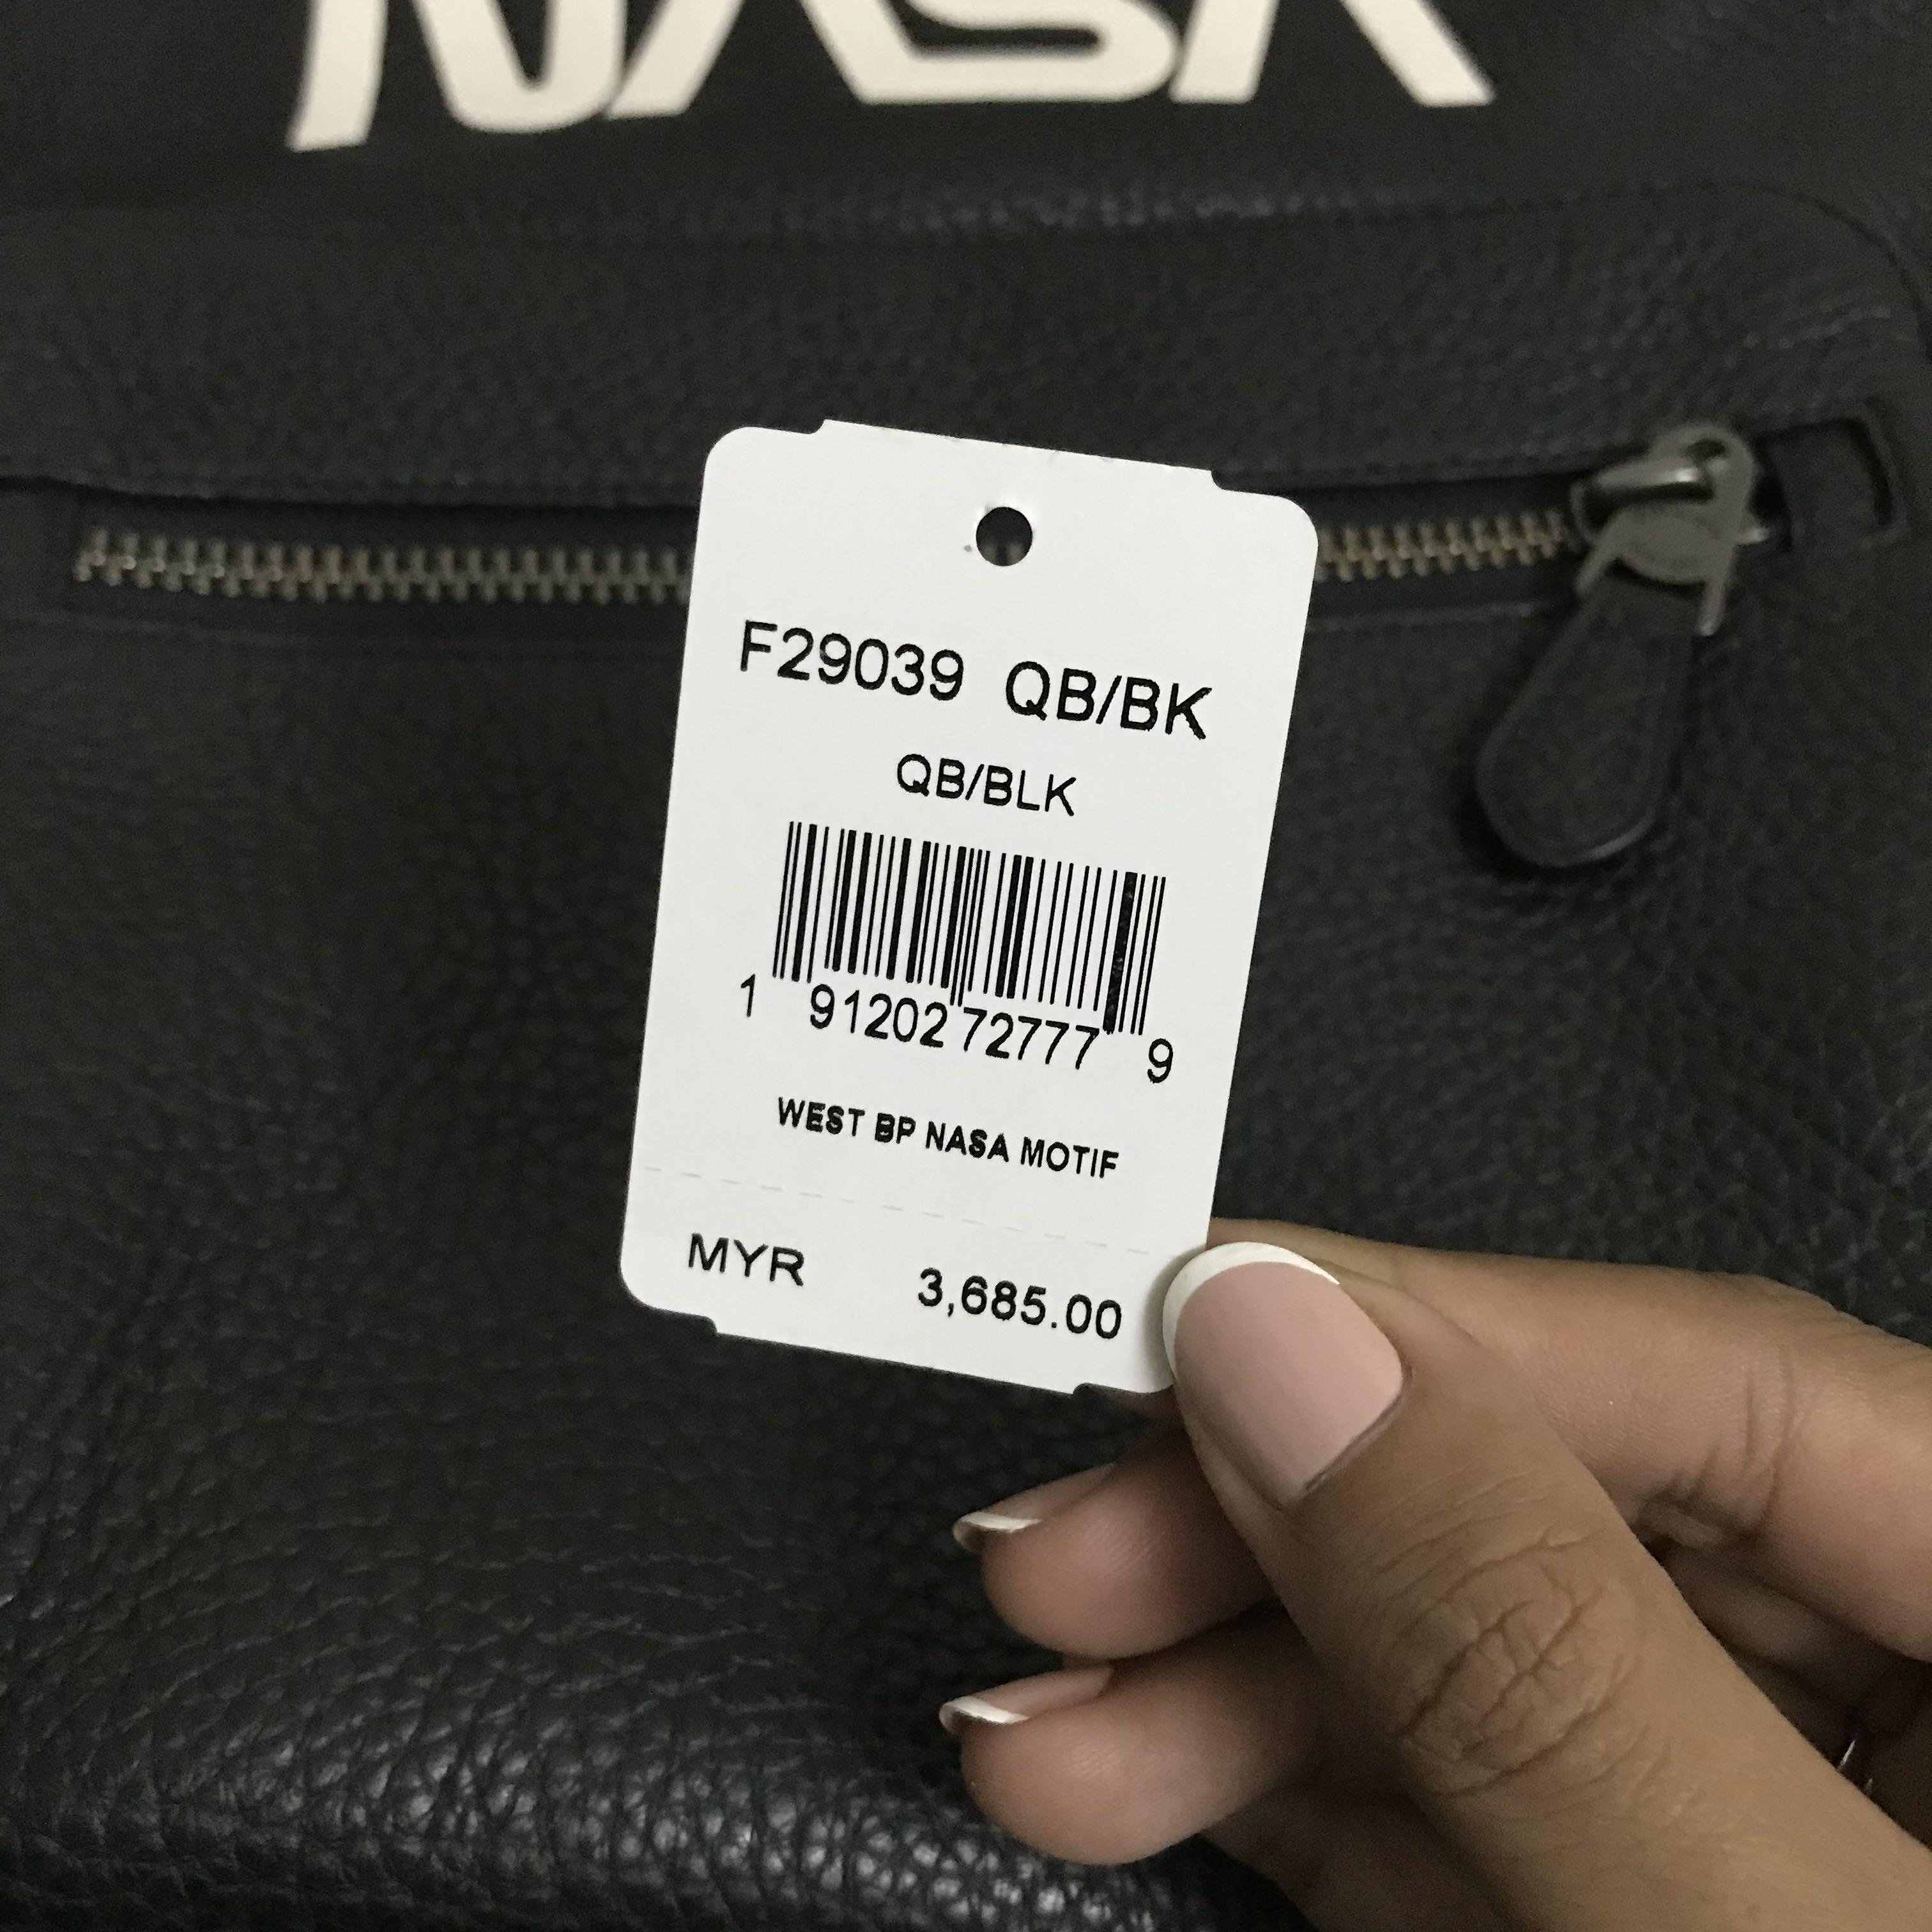 NASA
F29039 QB/BK
QB/BLK
1 91202 72777 9
WEST BP NASA MOTIF
MYR 3,685.00